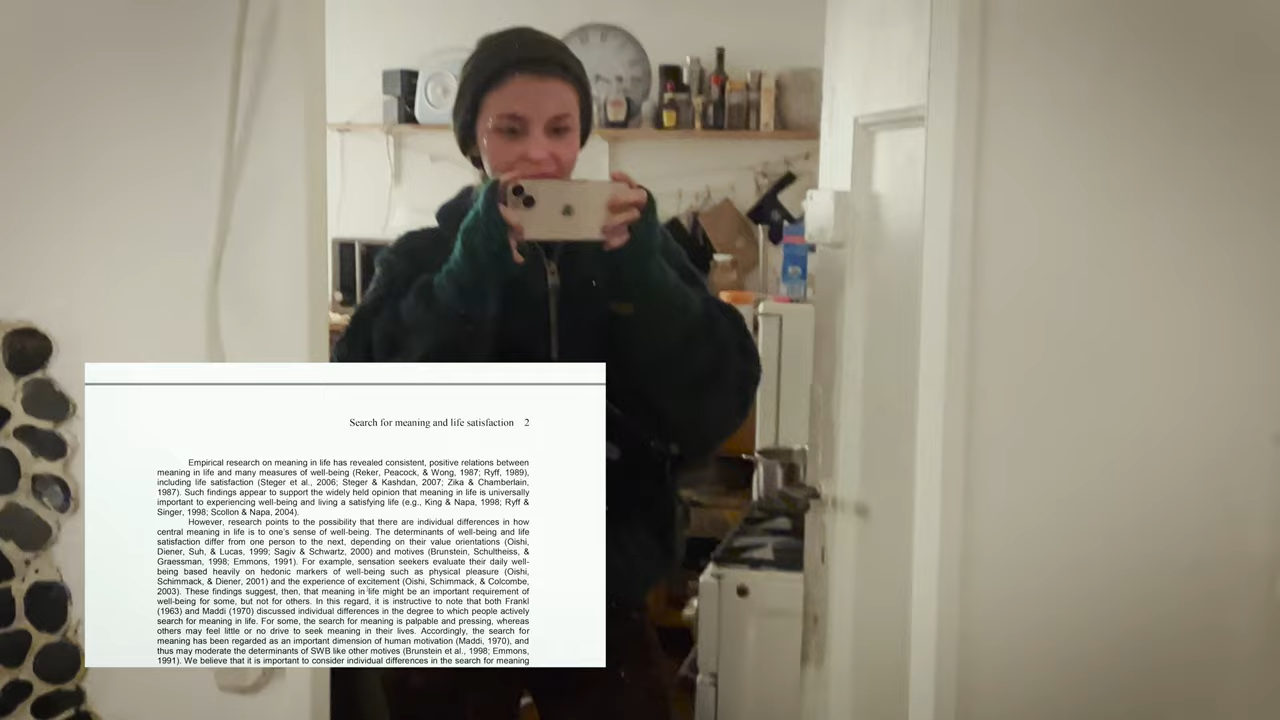 Search for meaning and life satisfaction 2
Empirical research on meaning in life has revealed consistent, positive relations between
meaning in life and many measures of well-being (Reker, Peacock, & Wong, 1987; Ryff, 1989),
including life satisfaction (Steger et al., 2006; Steger & Kashdan, 2007; Zika & Chamberlain,
1987). Such findings appear to support the widely held opinion that meaning in life is universally
important to experiencing well-being and living a satisfying life (e.g., King & Napa, 1998; Ryff &
Singer, 1998; Scollon & Napa, 2004).
However, research points to the possibility that there are individual differences in how
central meaning in life is to one's sense of well-being. The determinants of well-being and life
satisfaction differ from one person to the next, depending on their value orientations (Oishi,
Diener, Suh, & Lucas, 1999; Sagiv & Schwartz, 2000) and motives (Brunstein, Schultheiss, &
Graessman, 1998; Emmons, 1991). For example, sensation seekers evaluate their daily well-
being based heavily on hedonic markers of well-being such as physical pleasure (Oishi,
Schimmack, & Diener, 2001) and the experience of excitement (Oishi, Schimmack, & Colcombe,
2003). These findings suggest, then, that meaning in life might be an important requirement of
well-being for some, but not for others. In this regard, it is instructive to note that both Frankl
(1963) and Maddi (1970) discussed individual differences in the degree to which people actively
search for meaning in life. For some, the search for meaning is palpable and pressing, whereas
others may feel little or no drive to seek meaning in their lives. Accordingly, the search for
meaning has been regarded as an important dimension of human motivation (Maddi, 1970), and
thus may moderate the determinants of SWB like other motives (Brunstein et al., 1998; Emmons,
1991). We believe that it is important to consider individual differences in the search for meaning